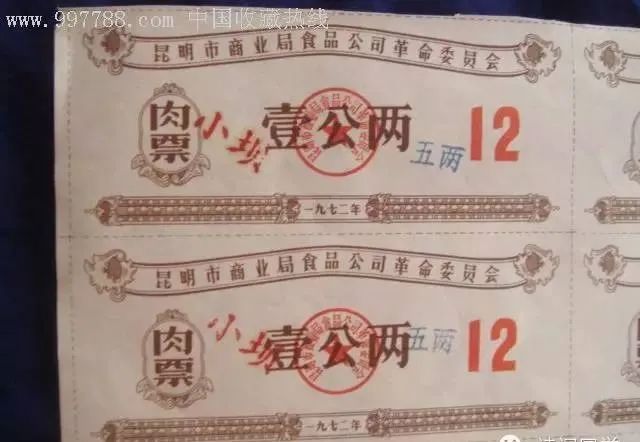 www.997788.com 中国收藏热线
昆明市商业局食品公司革命委员会
肉票
小坝
壹公两
五两
12
一九七二年
昆明市商业局食品公司革命委员会
肉票
小坝
壹公两
五两
12
一九七二年